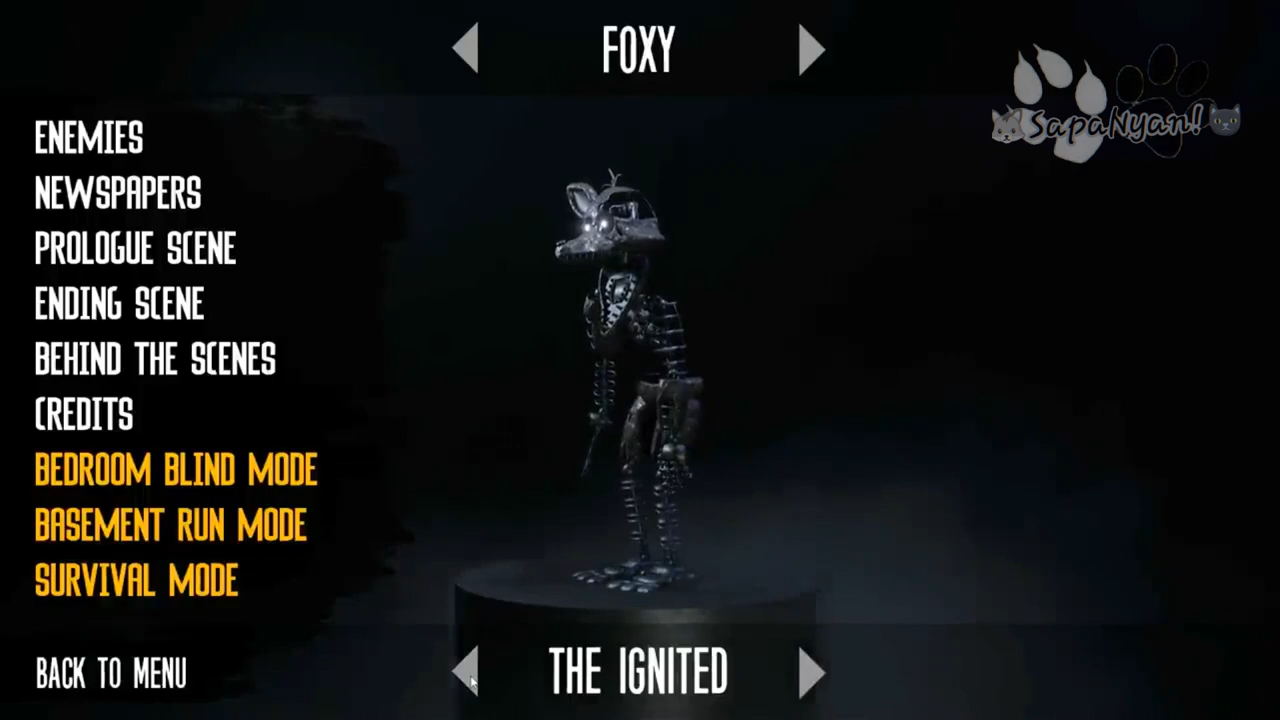 FOXY
SapaNyan!
ENEMIES
NEWSPAPERS
PROLOGUE SCENE
ENDING SCENE
BEHIND THE SCENES
CREDITS
BEDROOM BLIND MODE
BASEMENT RUN MODE
SURVIVAL MODE
BACK TO MENU
THE IGNITED